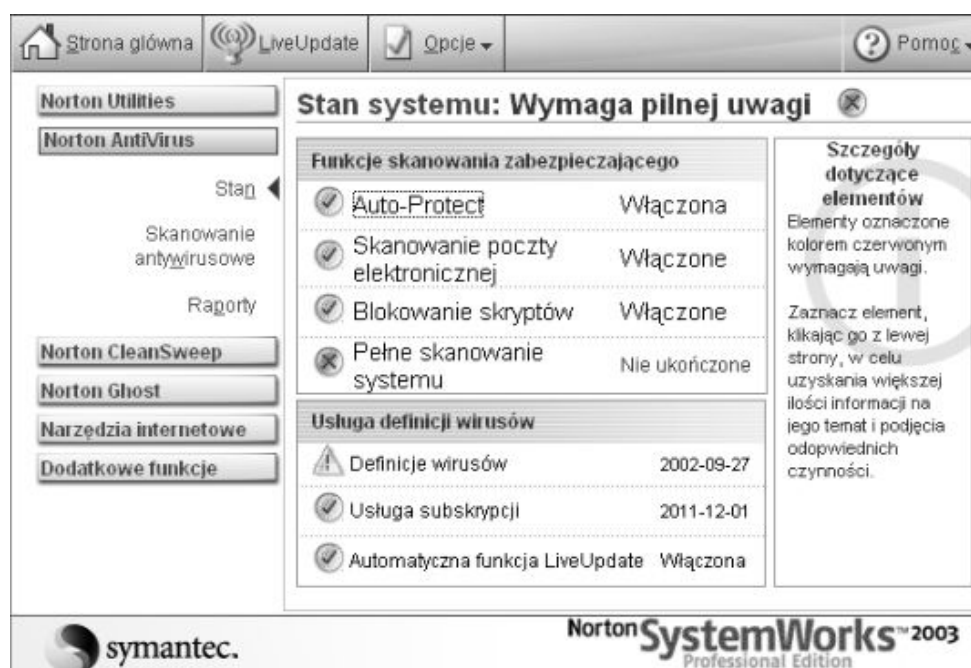 Strona główna
LiveUpdate
Opcje
Pomoc
Norton Utilities
Norton AntiVirus
Stan
Skanowanie
antywirusowe
Raporty
Norton CleanSweep
Norton Ghost
Narzędzia internetowe
Dodatkowe funkcje
Stan systemu: Wymaga pilnej uwagi
Funkcje skanowania zabezpieczającego
Auto-Protect Włączona
Skanowanie poczty
elektronicznej Włączone
Blokowanie skryptów Włączone
Pełne skanowanie
systemu Nie ukończone
Usługa definicji wirusów
Definicje wirusów 2002-09-27
Usługa subskrypcji 2011-12-01
Automatyczna funkcja LiveUpdate Włączona
Szczegóły
dotyczące
elementów
Elementy oznaczone
kolorem czerwonym
wymagają uwagi.
Zaznacz element,
klikając go z lewej
strony, w celu
uzyskania większej
ilości informacji na
jego temat i podjęcia
odopwiednich
czynności.
symantec.
Norton SystemWorks™ 2003
Professional Edition